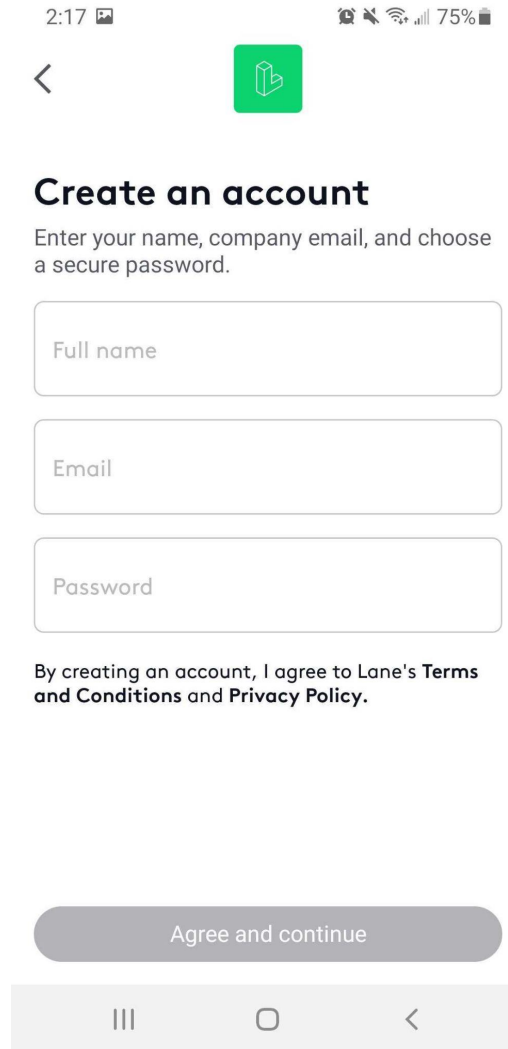 2:17 75%
Create an account
Enter your name, company email, and choose
a secure password.
Full name
Email
Password
By creating an account, I agree to Lane's Terms
and Conditions and Privacy Policy.
Agree and continue